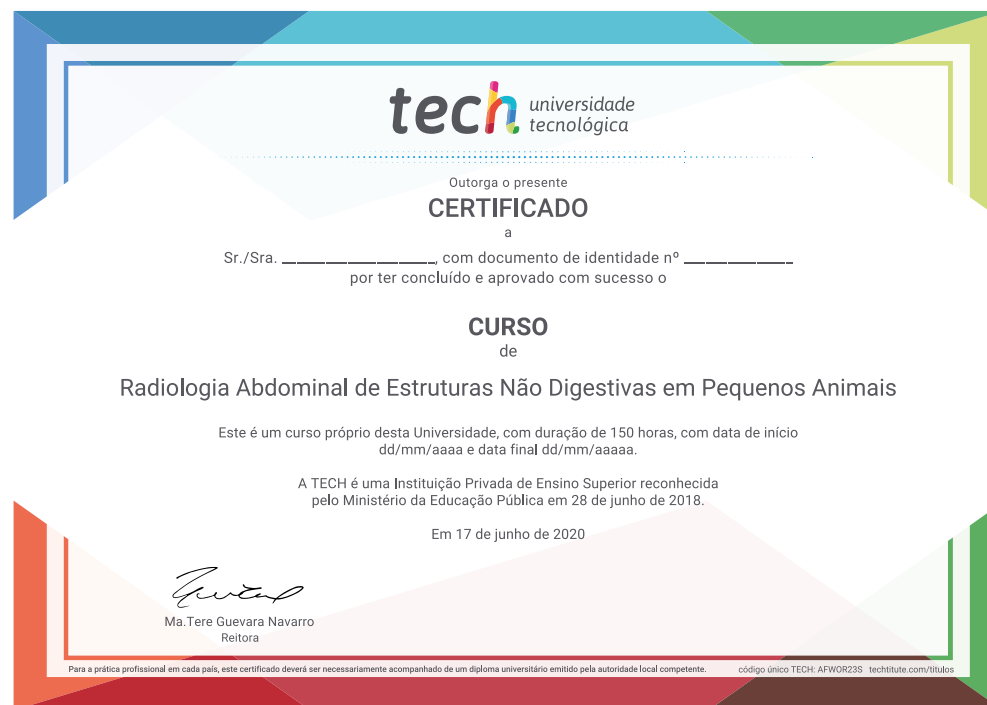 tech universidade
tecnológica
Outorga o presente
CERTIFICADO
a
Sr./Sra. ____________________, com documento de identidade nº ______________
por ter concluído e aprovado com sucesso o
CURSO
de
Radiologia Abdominal de Estruturas Não Digestivas em Pequenos Animais
Este é um curso próprio desta Universidade, com duração de 150 horas, com data de início
dd/mm/aaaa e data final dd/mm/aaaaa.
A TECH é uma Instituição Privada de Ensino Superior reconhecida
pelo Ministério da Educação Pública em 28 de junho de 2018.
Em 17 de junho de 2020
Ma.Tere Guevara Navarro
Reitora
Para a prática profissional em cada país, este certificado deverá ser necessariamente acompanhado de um diploma universitário emitido pela autoridade local competente.
código único TECH: AFWOR23S techtitute.com/titulos